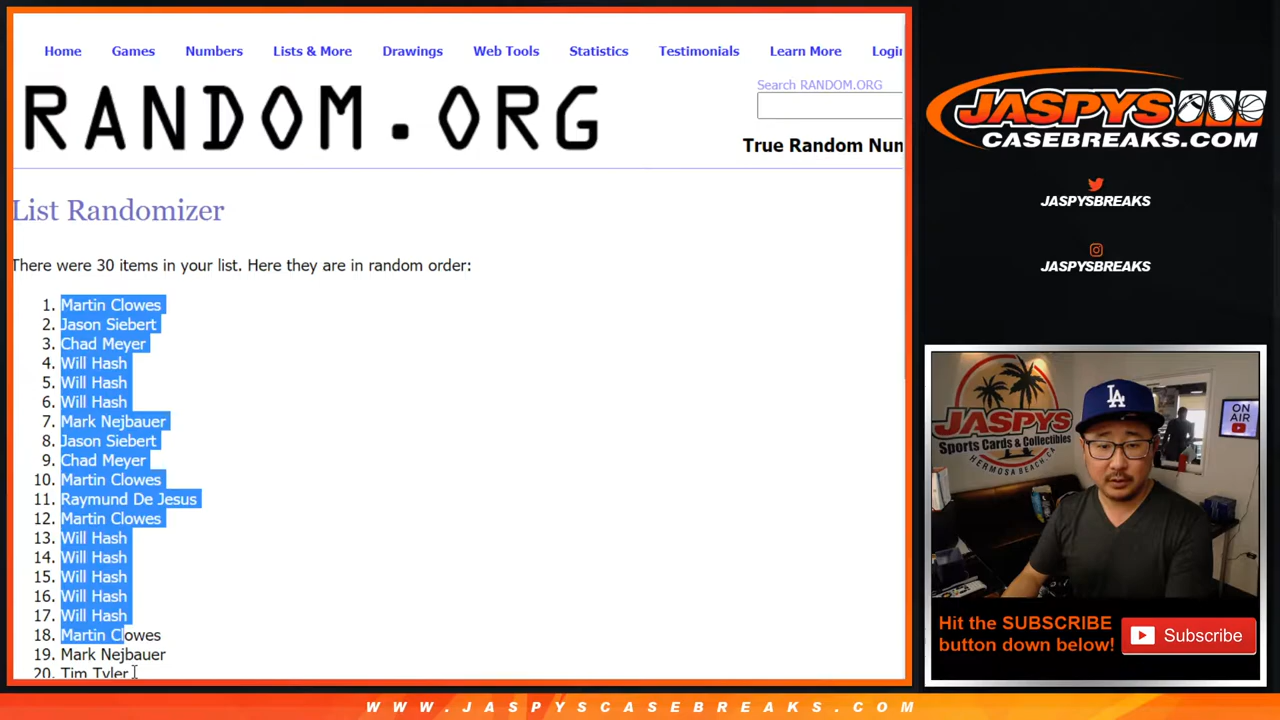 Home Games Numbers Lists & More Drawings Web Tools Statistics Testimonials Learn More Login
Search RANDOM.ORG
RANDOM.ORG
True Random Num
List Randomizer
There were 30 items in your list. Here they are in random order:
1. Martin Clowes
2. Jason Siebert
3. Chad Meyer
4. Will Hash
5. Will Hash
6. Will Hash
7. Mark Nejbauer
8. Jason Siebert
9. Chad Meyer
10. Martin Clowes
11. Raymund De Jesus
12. Martin Clowes
13. Will Hash
14. Will Hash
15. Will Hash
16. Will Hash
17. Will Hash
18. Martin Clowes
19. Mark Nejbauer
20. Tim Tyler
JASPYS
CASEBREAKS.COM
JASPYSBREAKS
JASPYSBREAKS
JASPYS
Sports Cards & Collectibles
HERMOSA BEACH, CA
LA
ON AIR
Hit the SUBSCRIBE
button down below!
Subscribe
WWW.JASPYSCASEBREAKS.COM